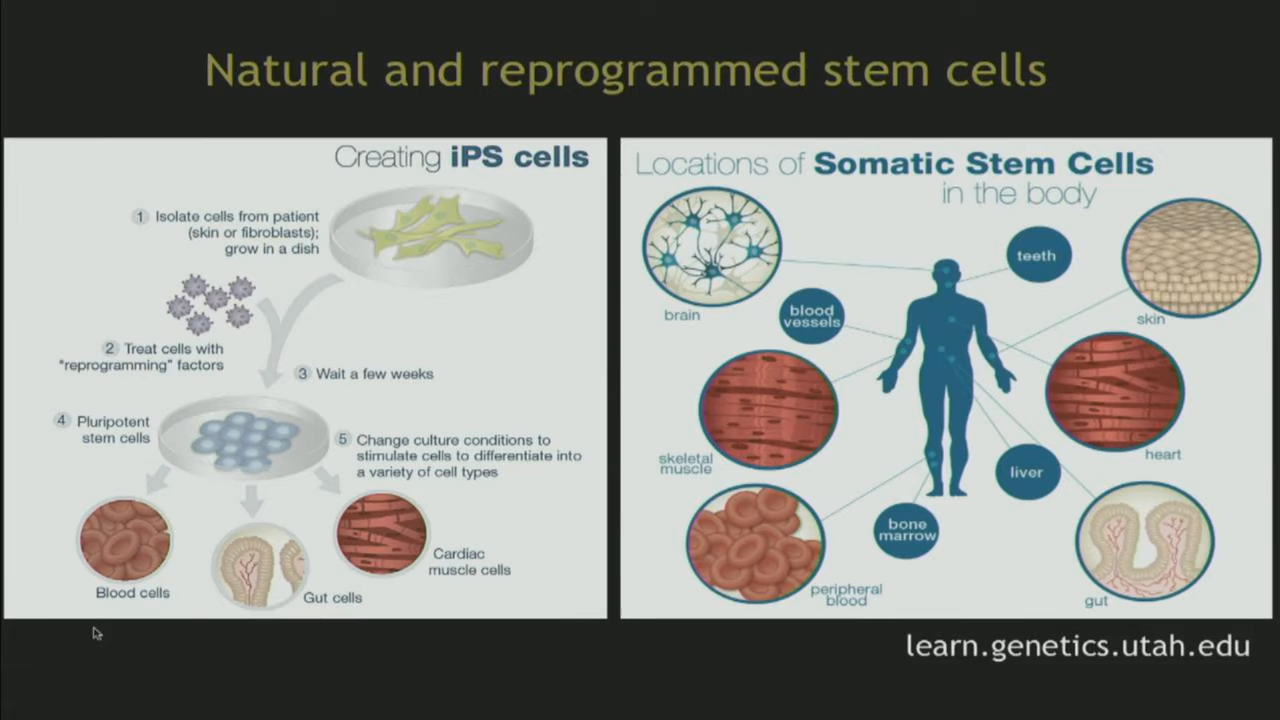 Natural and reprogrammed stem cells
Creating iPS cells
1 Isolate cells from patient
(skin or fibroblasts);
grow in a dish
2 Treat cells with
"reprogramming" factors
3 Wait a few weeks
4 Pluripotent
stem cells
5 Change culture conditions to
stimulate cells to differentiate into
a variety of cell types
Blood cells
Gut cells
Cardiac
muscle cells
Locations of Somatic Stem Cells
in the body
brain
teeth
skin
blood
vessels
skeletal
muscle
heart
liver
bone
marrow
peripheral
blood
gut
learn.genetics.utah.edu